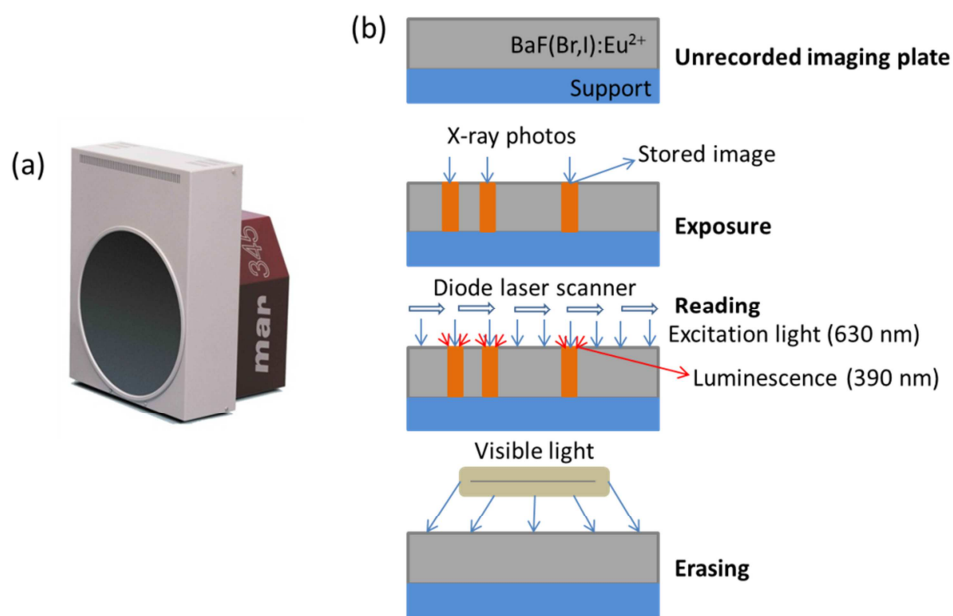 (a)
345
mar
(b)
BaF(Br,I):Eu²⁺
Support
Unrecorded imaging plate
X-ray photos
Stored image
Exposure
Diode laser scanner
Reading
Excitation light (630 nm)
Luminescence (390 nm)
Visible light
Erasing